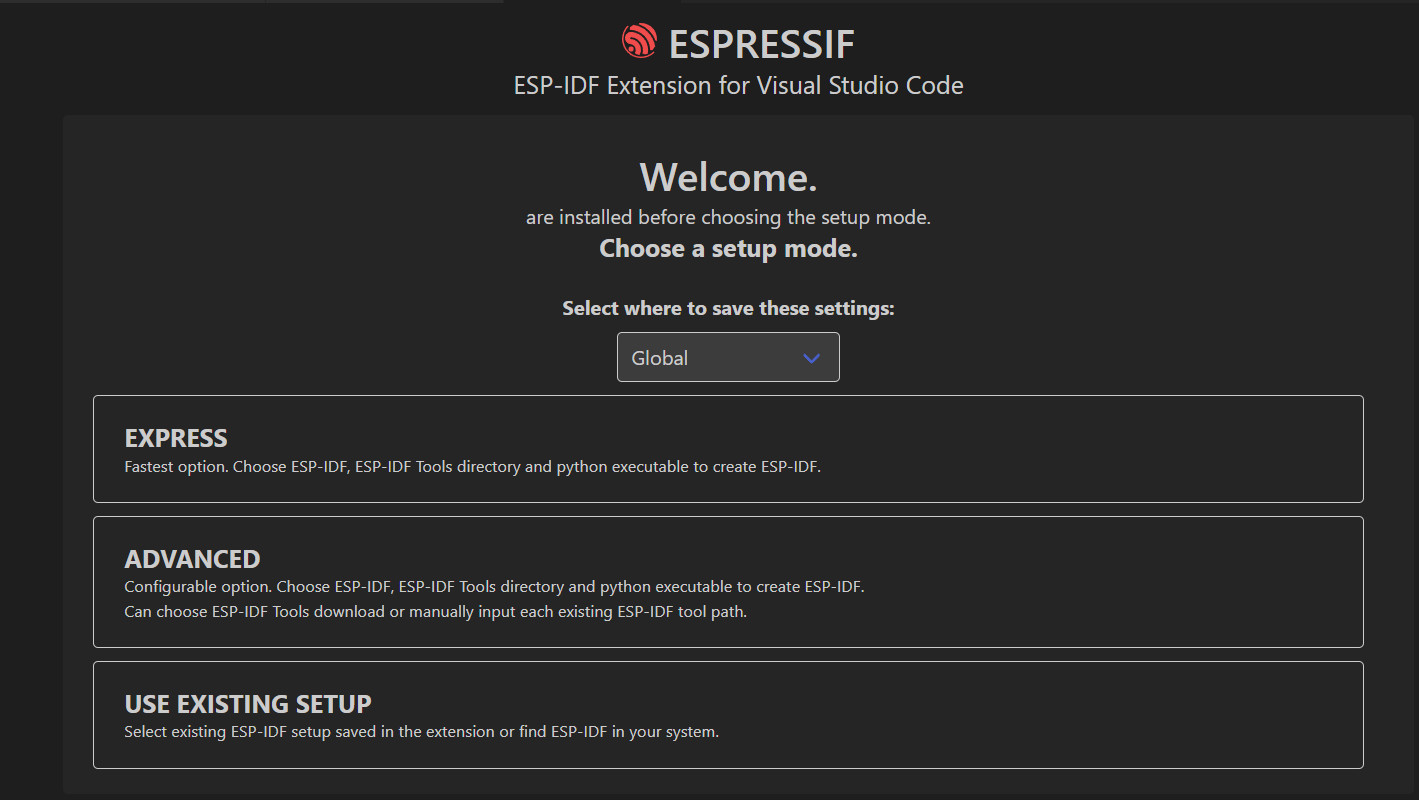 ESPRESSIF
ESP-IDF Extension for Visual Studio Code
Welcome.
are installed before choosing the setup mode.
Choose a setup mode.
Select where to save these settings:
Global
EXPRESS
Fastest option. Choose ESP-IDF, ESP-IDF Tools directory and python executable to create ESP-IDF.
ADVANCED
Configurable option. Choose ESP-IDF, ESP-IDF Tools directory and python executable to create ESP-IDF.
Can choose ESP-IDF Tools download or manually input each existing ESP-IDF tool path.
USE EXISTING SETUP
Select existing ESP-IDF setup saved in the extension or find ESP-IDF in your system.